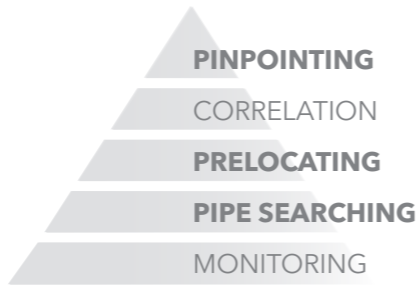 PINPOINTING
CORRELATION
PRELOCATING
PIPE SEARCHING
MONITORING